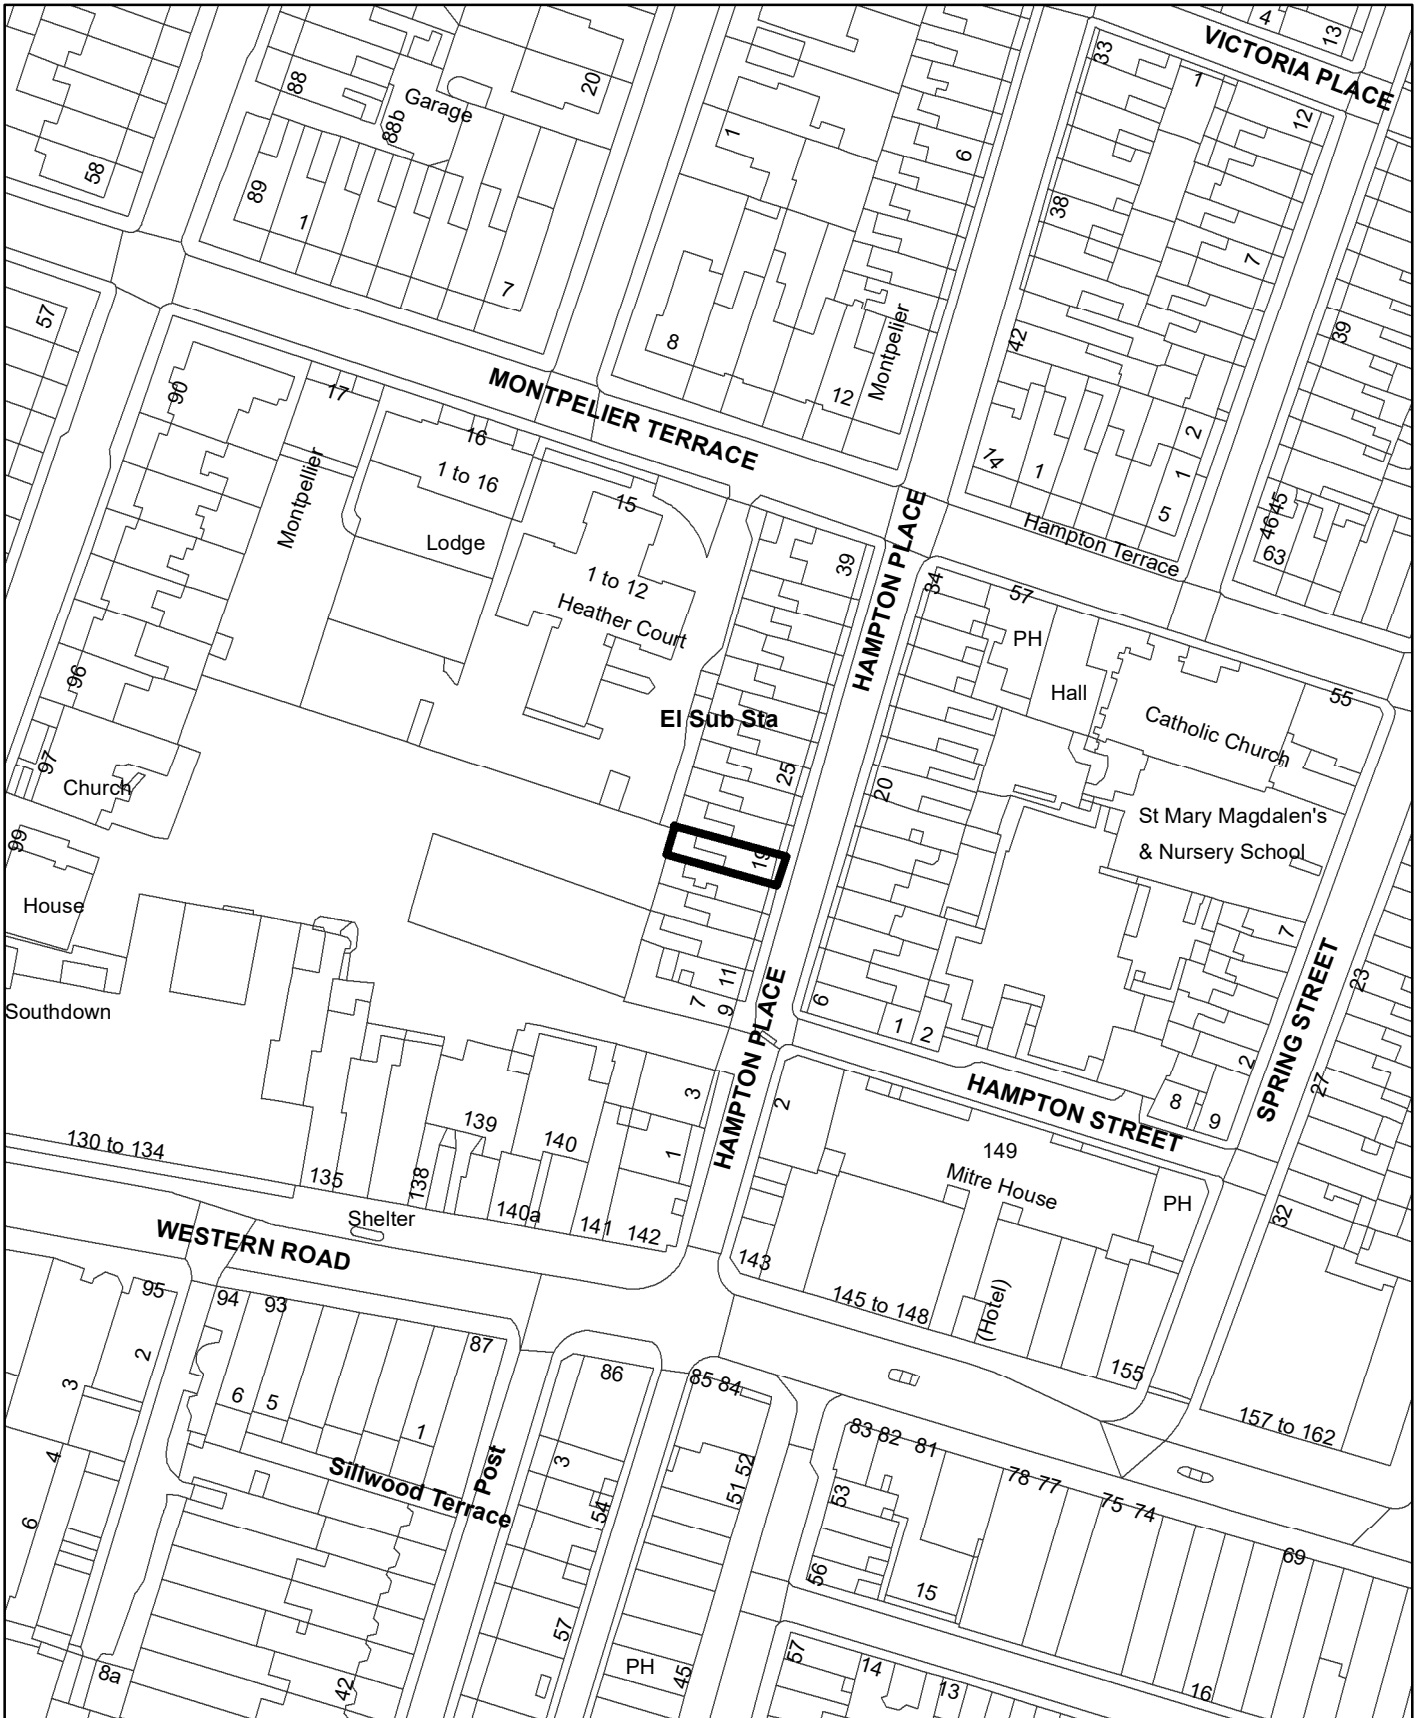 4
13
VICTORIA PLACE
33
1
12
88
20
Garage
88b
1
6
58
89
1
38
7
7
57
42
39
8
Montpelier
12
90
17
MONTPELIER TERRACE
16
1 to 16
2
14
1
1
Montpellier
15
5
45
46
63
Lodge
HAMPTON PLACE
Hampton Terrace
39
1 to 12
34
57
Heather Court
PH
96
Hall
55
El Sub Sta
Catholic Church
97
25
20
Church
St Mary Magdalen's
99
& Nursery School
19
House
7
11
23
7
9
6
Southdown
1
2
SPRING STREET
HAMPTON PLACE
2
27
3
2
HAMPTON STREET
8
9
139
130 to 134
140
1
149
135
138
Mitre House
PH
140a
Shelter
141
142
32
WESTERN ROAD
143
95
94
93
145 to 148
(Hotel)
87
2
86
155
3
6
5
85
84
157 to 162
1
83
82
81
4
Post
3
52
51
78
77
Sillwood Terrace
53
75
74
54
6
69
56
15
57
57
8a
PH
45
14
42
13
16